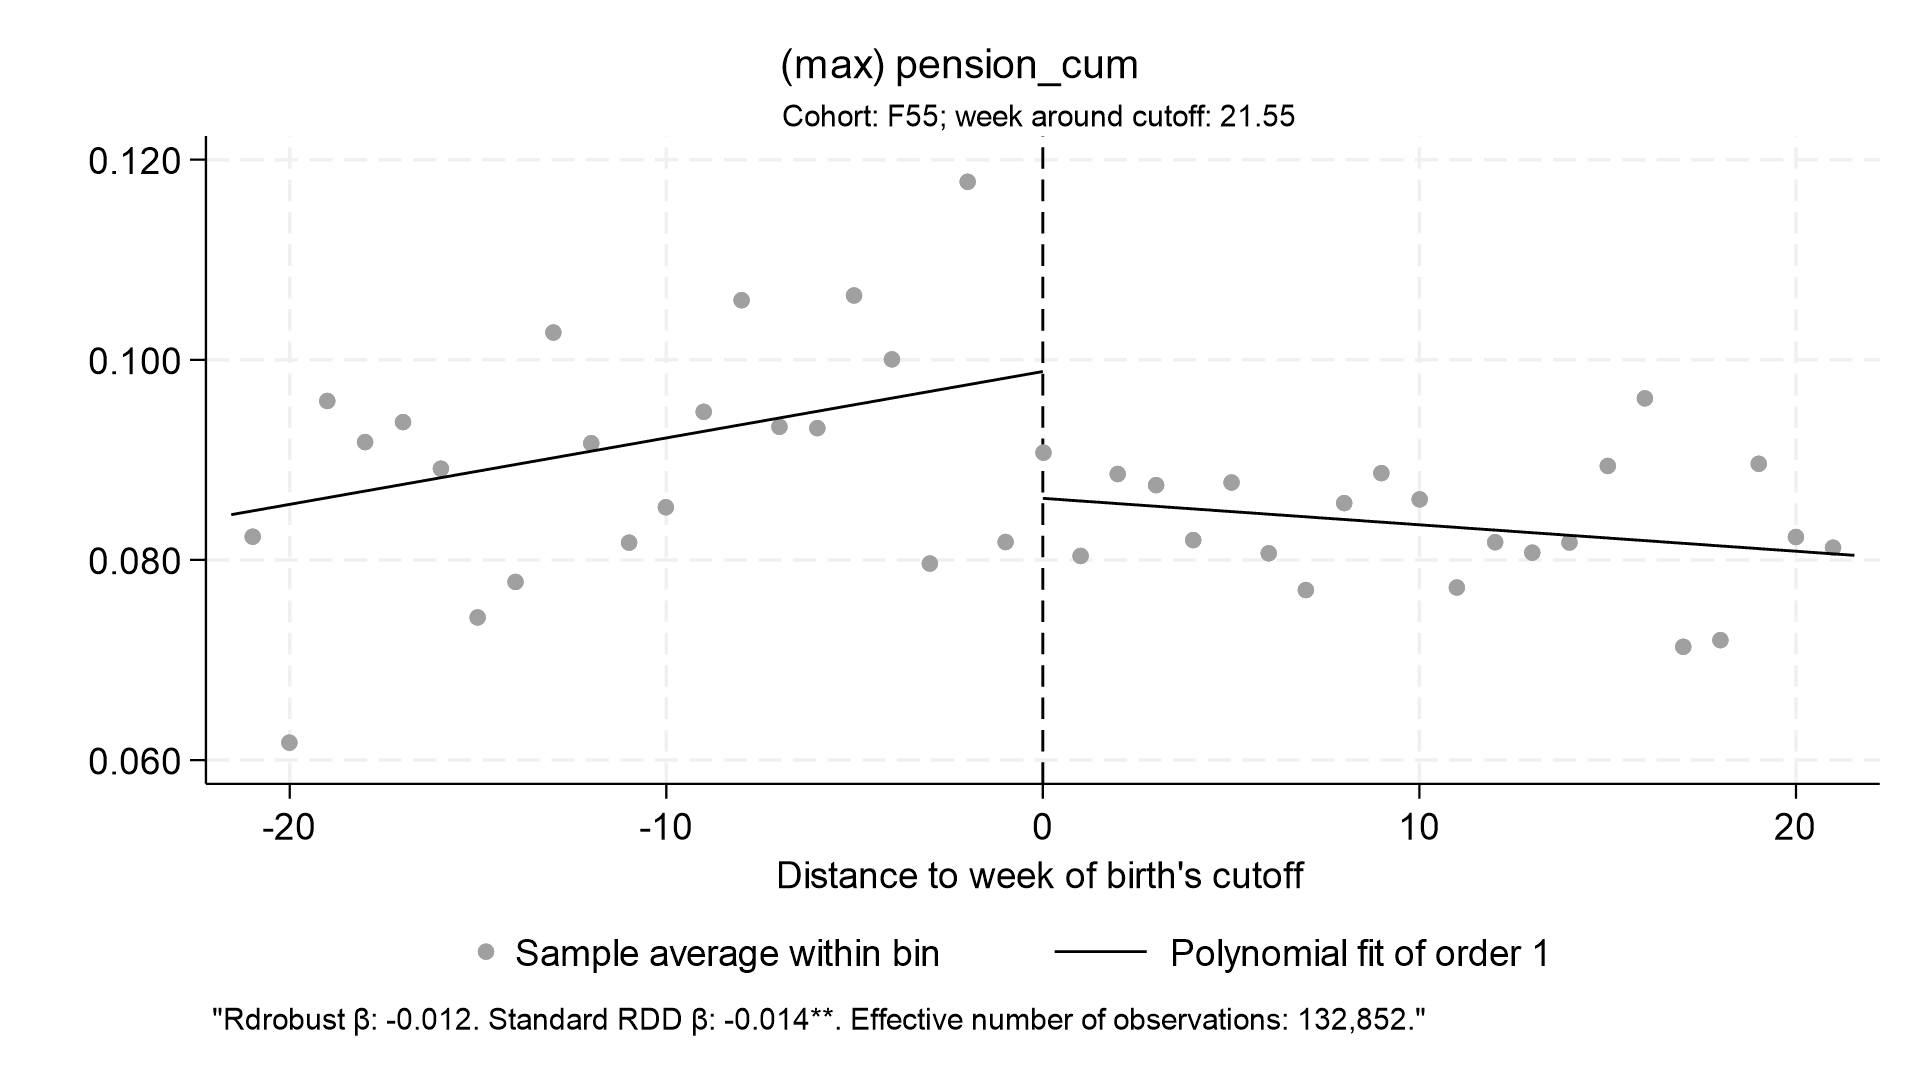 (max) pension_cum
Cohort: F55; week around cutoff: 21.55
0.120
0.100
0.080
0.060
-20 -10 0 10 20
Distance to week of birth's cutoff
Sample average within bin Polynomial fit of order 1
"Rdrobust β: -0.012. Standard RDD β: -0.014**. Effective number of observations: 132,852."